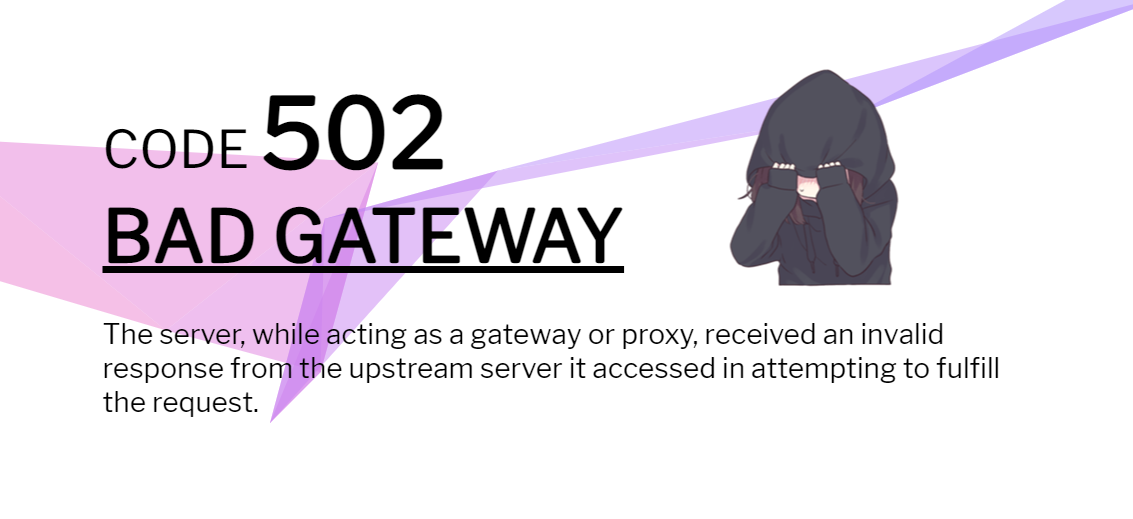 CODE 502
BAD GATEWAY
The server, while acting as a gateway or proxy, received an invalid
response from the upstream server it accessed in attempting to fulfill
the request.